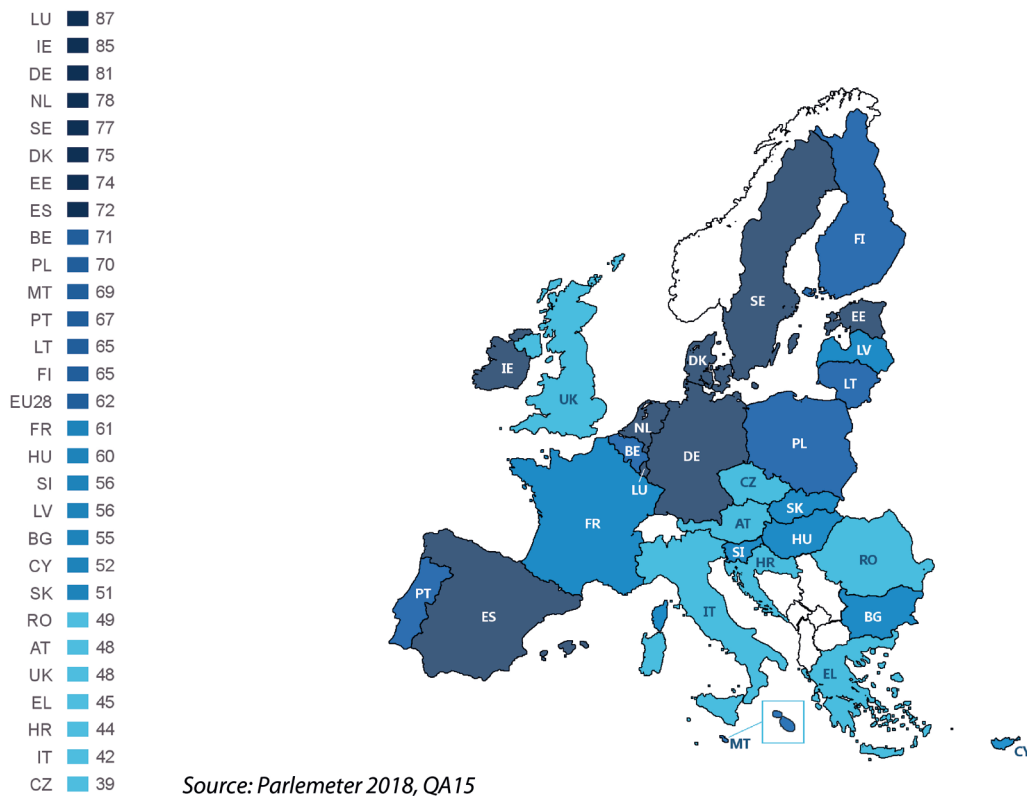 LU 87
IE 85
DE 81
NL 78
SE 77
DK 75
EE 74
ES 72
BE 71
PL 70
MT 69
PT 67
LT 65
FI 65
EU28 62
FR 61
HU 60
SI 56
LV 56
BG 55
CY 52
SK 51
RO 49
AT 48
UK 48
EL 45
HR 44
IT 42
CZ 39
FI
SE
EE
LV
DK
LT
IE
UK
NL
BE
DE
PL
LU
CZ
SK
FR
AT
HU
SI
HR
RO
PT
ES
IT
BG
EL
MT
CY
Source: Parlemeter 2018, QA15